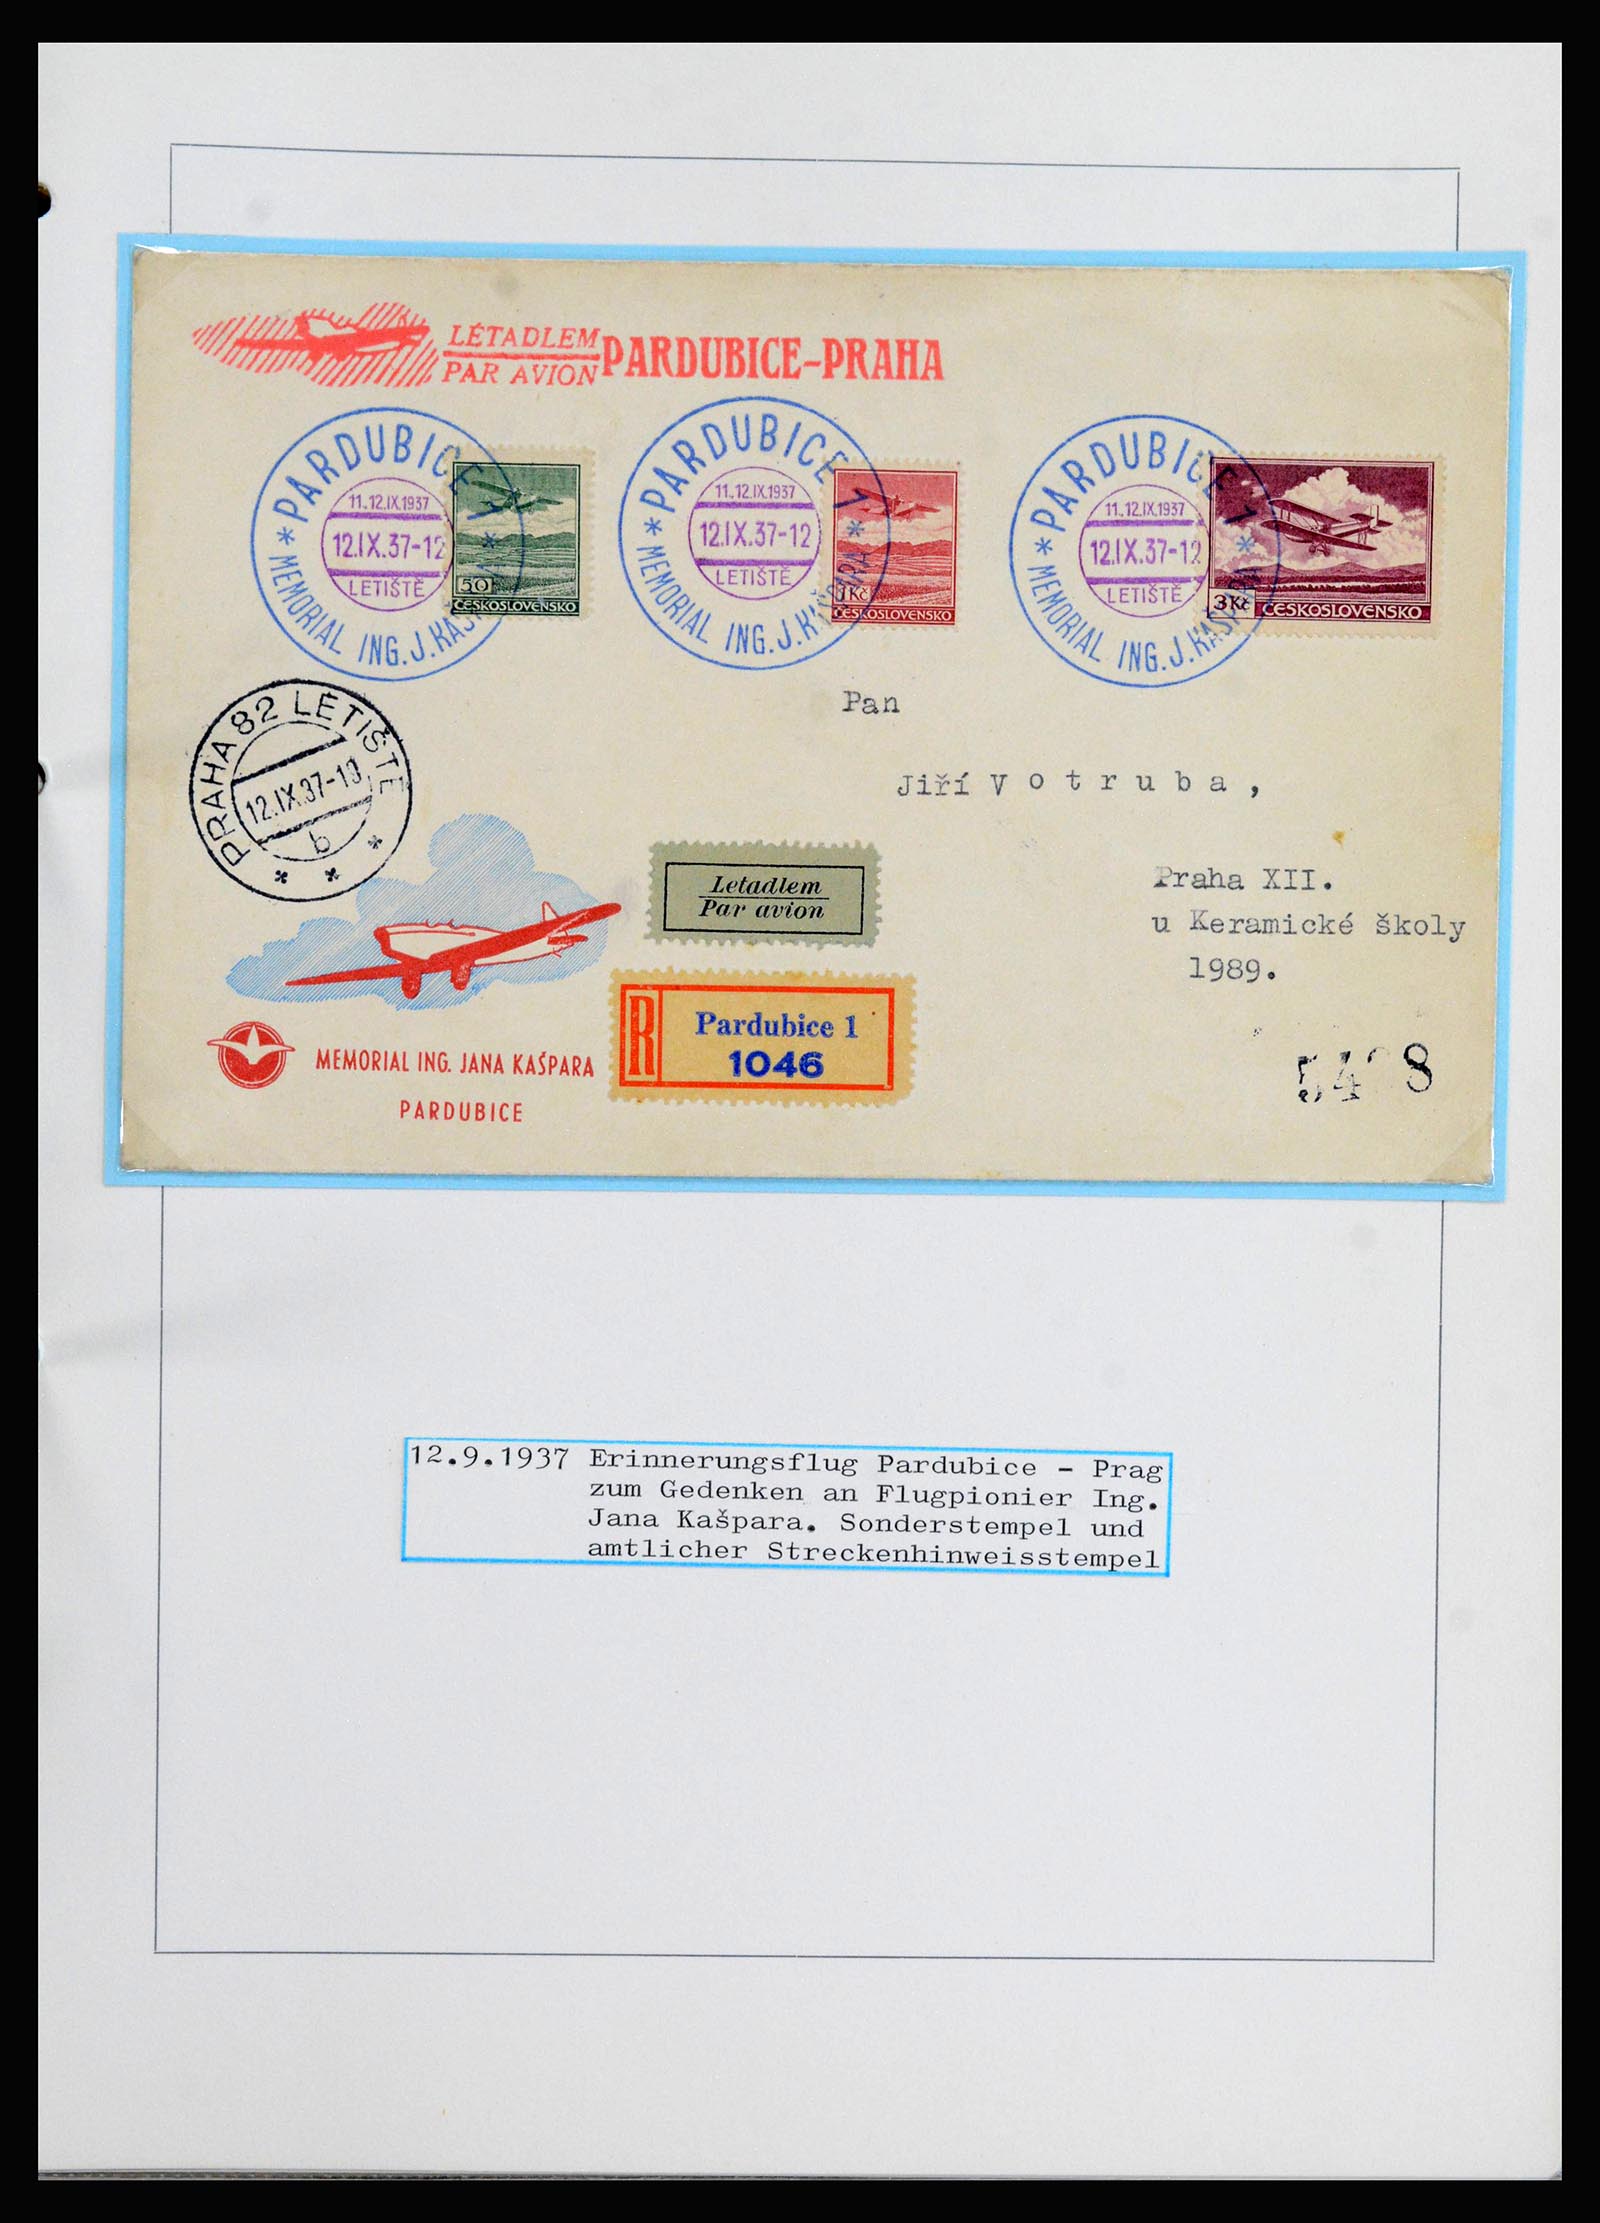 LÉTADLEM
PAR AVION
PARDUBICE-PRAHA
* PARDUBICE 1 *
11.,12.IX.1937
12.IX.37-12
LETIŠTĚ
MEMORIAL ING. J. KAŠPARA
50
ČESKOSLOVENSKO
* PARDUBICE 1 *
11.,12.IX.1937
12.IX.37-12
LETIŠTĚ
MEMORIAL ING. J. KAŠPARA
1Kč
ČESKOSLOVENSKO
* PARDUBICE 1 *
11.,12.IX.1937
12.IX.37-12
LETIŠTĚ
MEMORIAL ING. J. KAŠPARA
3Kč ČESKOSLOVENSKO
PRAHA 82 LETIŠTĚ
b
* * *
Pan
Jiří V o t r u b a ,
Praha XII.
u Keramické školy
1989.
Letadlem
Par avion
R
Pardubice 1
1046
MEMORIAL ING. JANA KAŠPARA
PARDUBICE
12.9.1937 Erinnerungsflug Pardubice - Prag
zum Gedenken an Flugpionier Ing.
Jana Kašpara. Sonderstempel und
amtlicher Streckenhinweisstempel